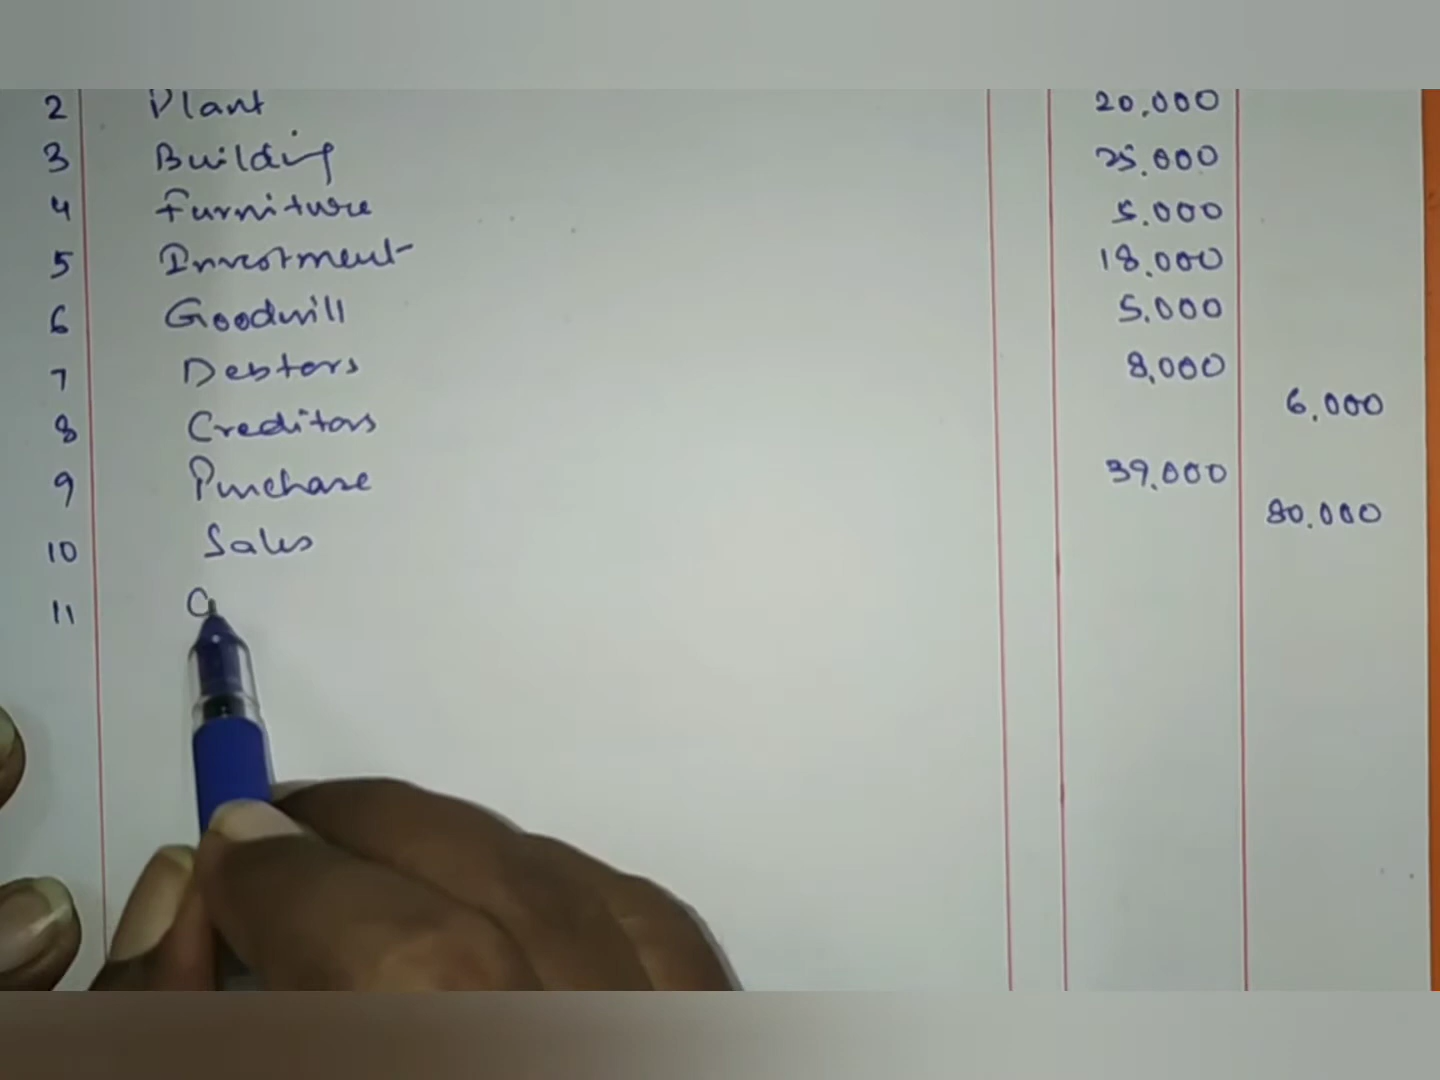 2 Plant 20,000
3 Building 25,000
4 Furniture 5,000
5 Investment 18,000
6 Goodwill 5,000
7 Debtors 8,000
8 Creditors 6,000
9 Purchase 39,000
10 Sales 80,000
11 C